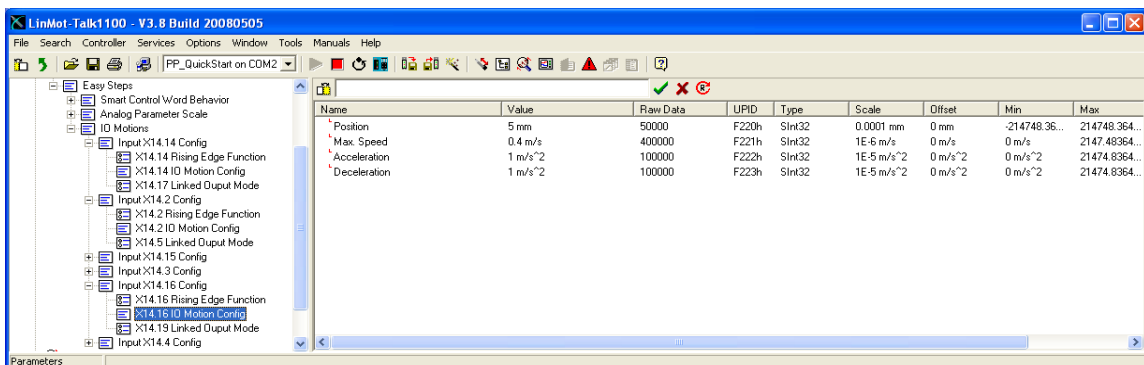 LinMot-Talk1100 - V3.8 Build 20080505
File Search Controller Services Options Window Tools Manuals Help
PP_QuickStart on COM2
Easy Steps
Smart Control Word Behavior
Analog Parameter Scale
IO Motions
Input X14.14 Config
X14.14 Rising Edge Function
X14.14 IO Motion Config
X14.17 Linked Ouput Mode
Input X14.2 Config
X14.2 Rising Edge Function
X14.2 IO Motion Config
X14.5 Linked Ouput Mode
Input X14.15 Config
Input X14.3 Config
Input X14.16 Config
X14.16 Rising Edge Function
X14.16 IO Motion Config
X14.19 Linked Ouput Mode
Input X14.4 Config
Name Value Raw Data UPID Type Scale Offset Min Max
Position 5 mm 50000 F220h SInt32 0.0001 mm 0 mm -214748.36... 214748.364...
Max. Speed 0.4 m/s 400000 F221h SInt32 1E-6 m/s 0 m/s 0 m/s 2147.48364...
Acceleration 1 m/s^2 100000 F222h SInt32 1E-5 m/s^2 0 m/s^2 0 m/s^2 21474.8364...
Deceleration 1 m/s^2 100000 F223h SInt32 1E-5 m/s^2 0 m/s^2 0 m/s^2 21474.8364...
Parameters